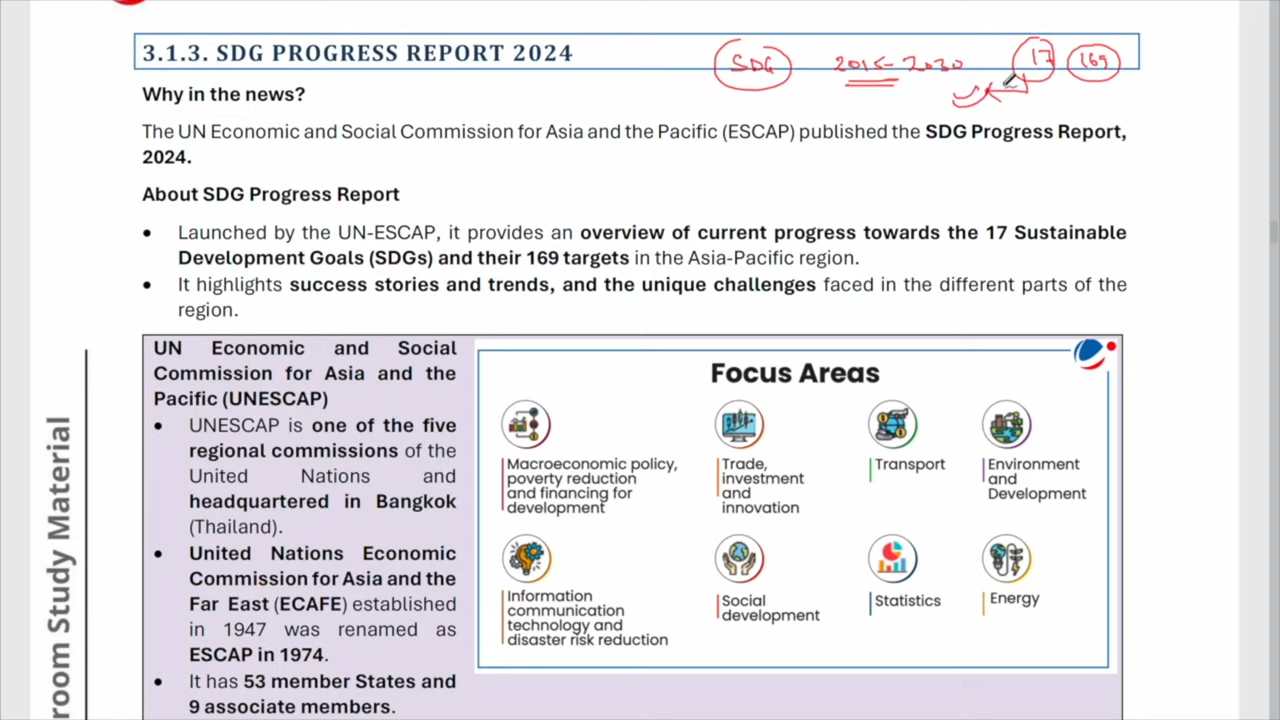 3.1.3. SDG PROGRESS REPORT 2024
SDG 2015-2030 17 169
Why in the news?
The UN Economic and Social Commission for Asia and the Pacific (ESCAP) published the SDG Progress Report,
2024.
About SDG Progress Report
• Launched by the UN-ESCAP, it provides an overview of current progress towards the 17 Sustainable
Development Goals (SDGs) and their 169 targets in the Asia-Pacific region.
• It highlights success stories and trends, and the unique challenges faced in the different parts of the
region.
UN Economic and Social
Commission for Asia and the
Pacific (UNESCAP)
• UNESCAP is one of the five
regional commissions of the
United Nations and
headquartered in Bangkok
(Thailand).
• United Nations Economic
Commission for Asia and the
Far East (ECAFE) established
in 1947 was renamed as
ESCAP in 1974.
• It has 53 member States and
9 associate members.
Focus Areas
Macroeconomic policy,
poverty reduction
and financing for
development
Trade,
investment
and
innovation
Transport
Environment
and
Development
Information
communication
technology and
disaster risk reduction
Social
development
Statistics
Energy
room Study Material